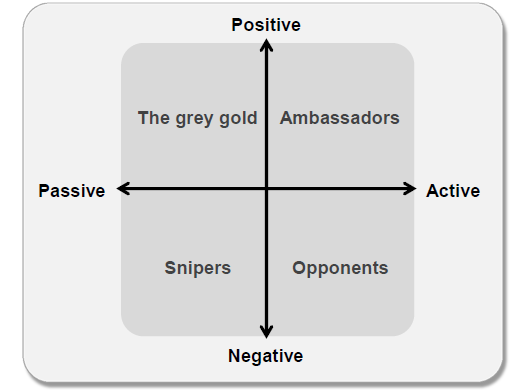 Positive
The grey gold
Ambassadors
Passive
Active
Snipers
Opponents
Negative